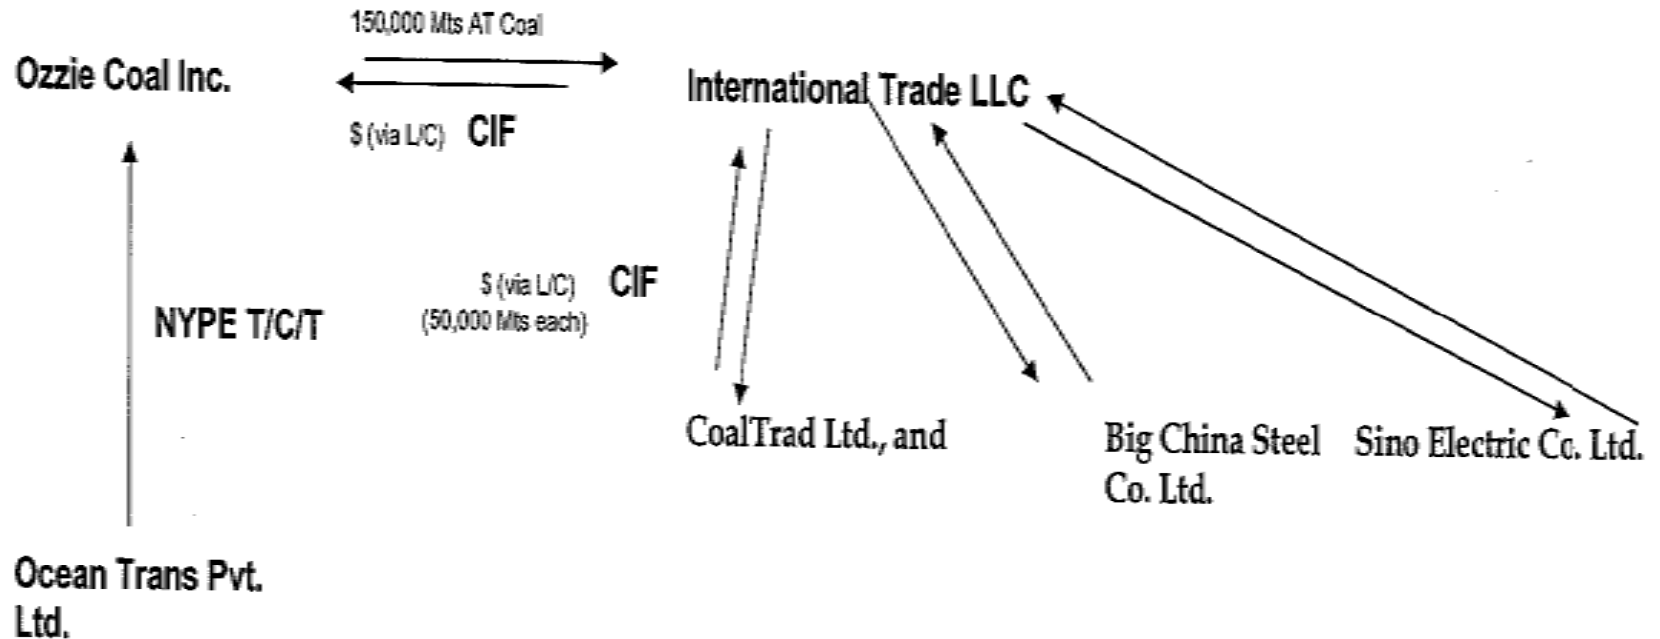 150,000 Mts AT Coal
Ozzie Coal Inc.
International Trade LLC
$ (via L/C) CIF
$ (via L/C) CIF
(50,000 Mts each)
NYPE T/C/T
CoalTrad Ltd., and
Big China Steel
Co. Ltd.
Sino Electric Co. Ltd.
Ocean Trans Pvt.
Ltd.